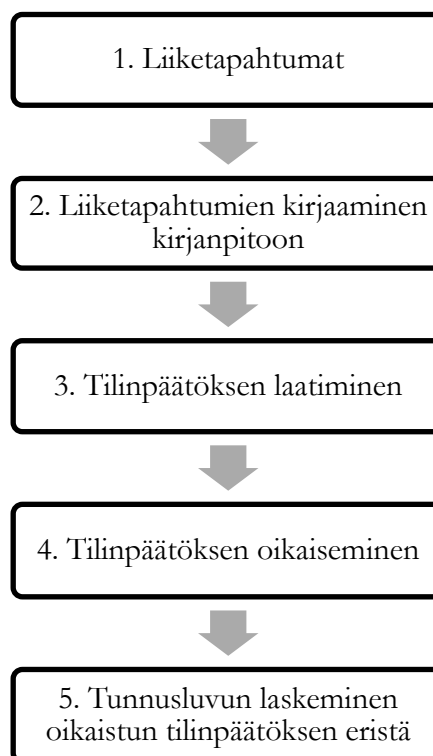 1. Liiketapahtumat
2. Liiketapahtumien kirjaaminen
kirjanpitoon
3. Tilinpäätöksen laatiminen
4. Tilinpäätöksen oikaiseminen
5. Tunnusluvun laskeminen
oikaistun tilinpäätöksen eristä